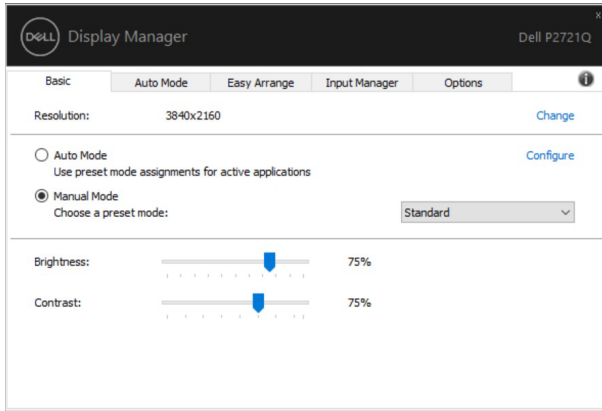 x
DELL Display Manager
Dell P2721Q
Basic Auto Mode Easy Arrange Input Manager Options i
Resolution: 3840x2160 Change
Auto Mode Configure
Use preset mode assignments for active applications
Manual Mode
Choose a preset mode: Standard
Brightness: 75%
Contrast: 75%